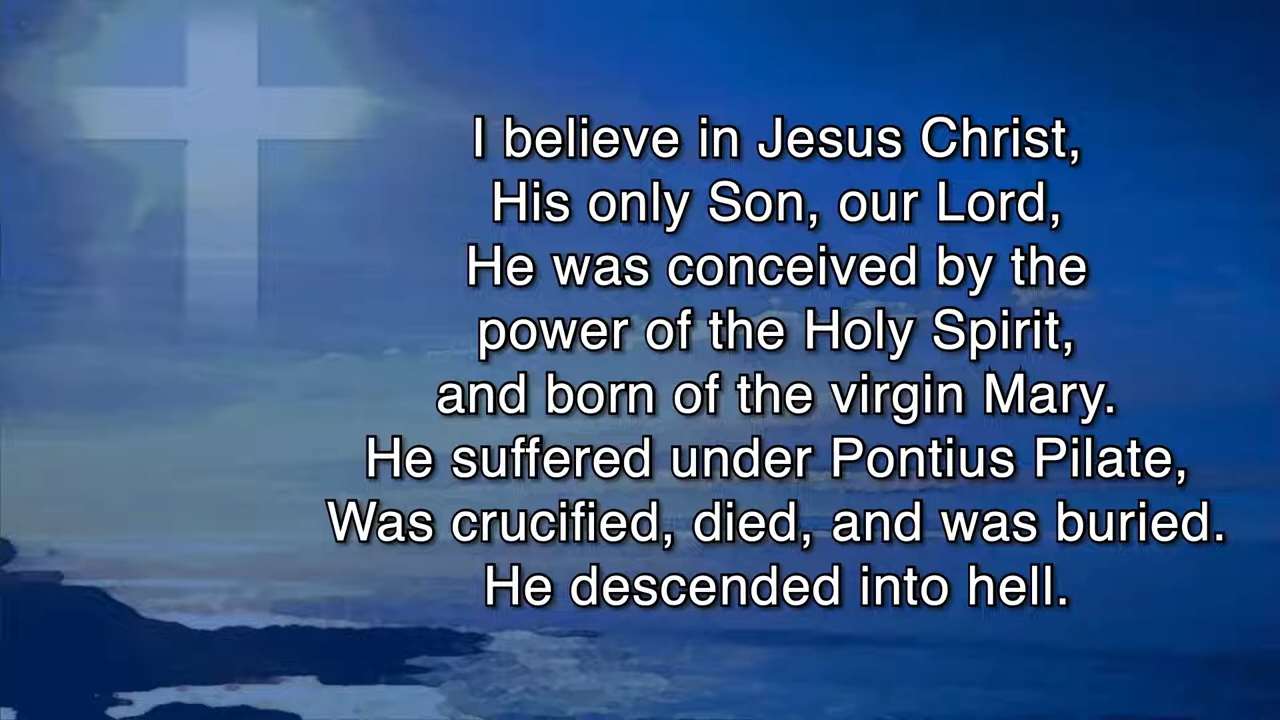 I believe in Jesus Christ,
His only Son, our Lord,
He was conceived by the
power of the Holy Spirit,
and born of the virgin Mary.
He suffered under Pontius Pilate,
Was crucified, died, and was buried.
He descended into hell.